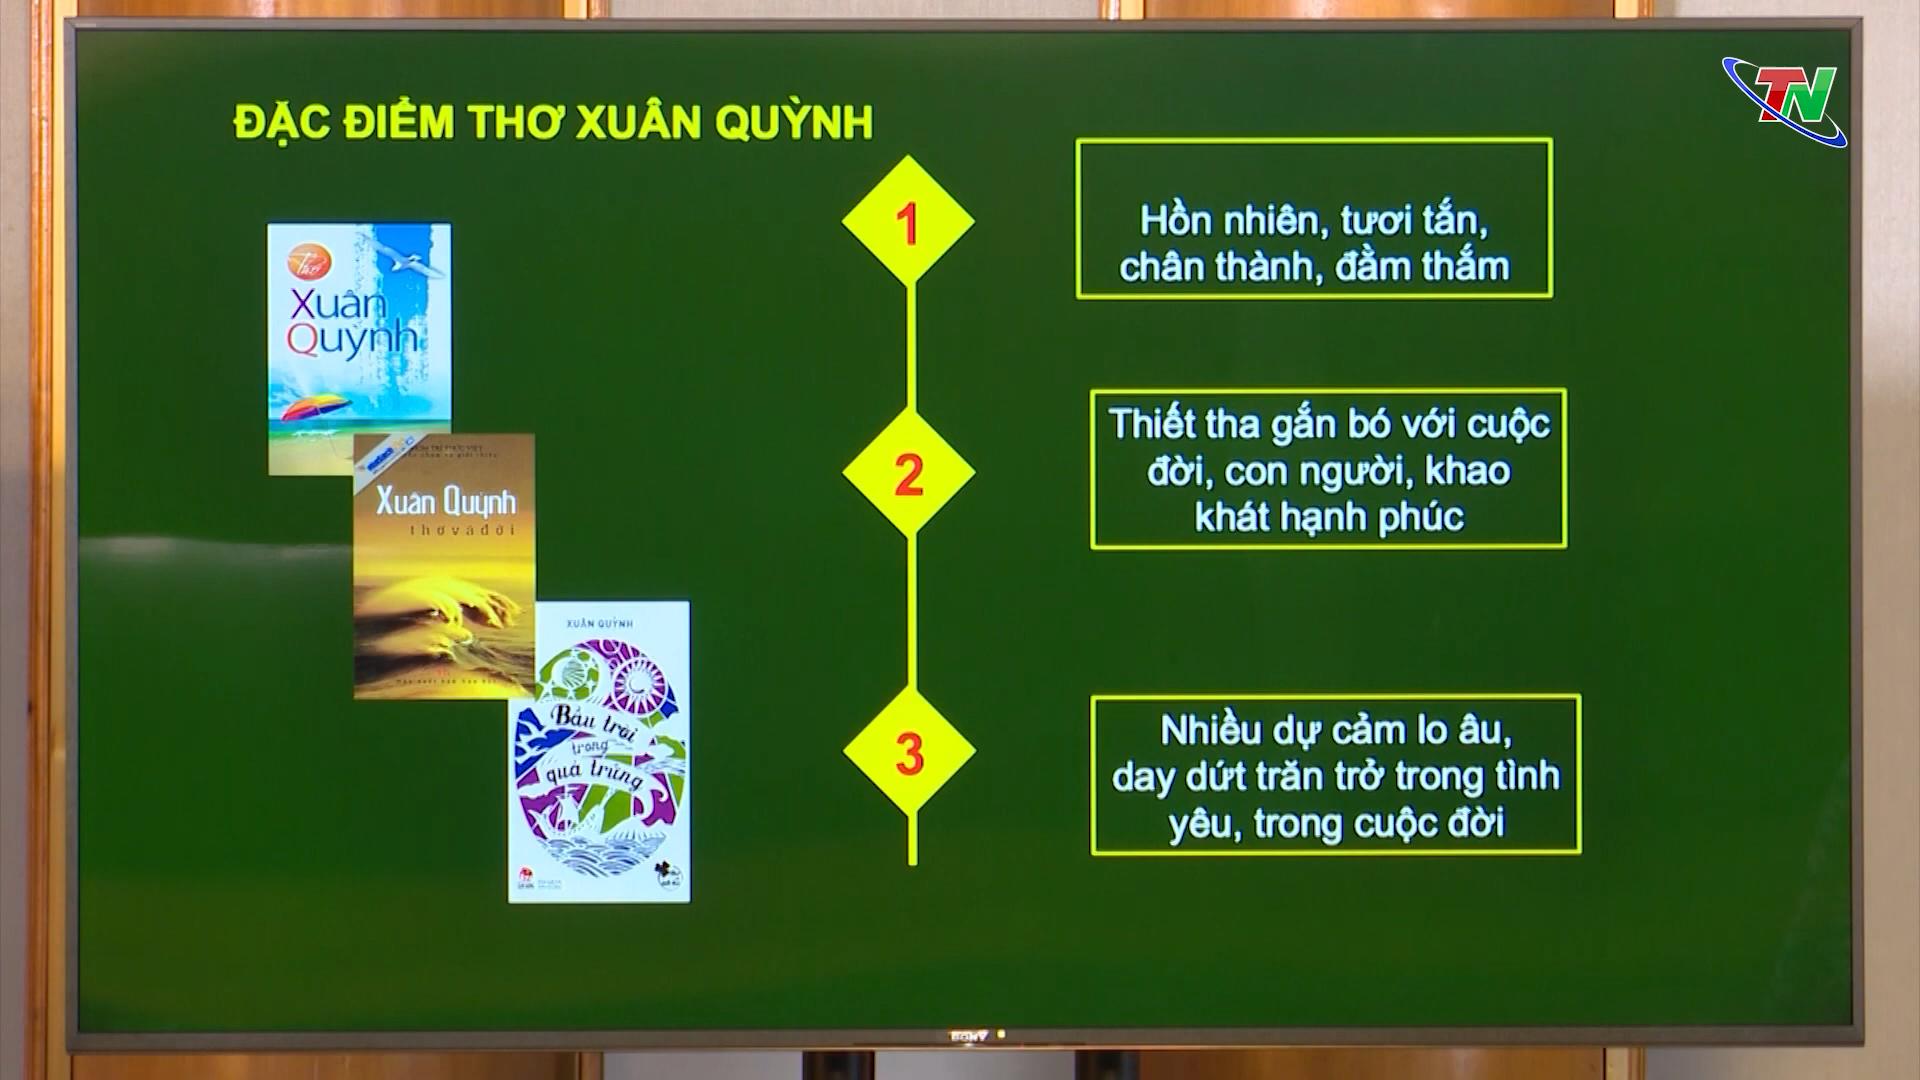 TN
ĐẶC ĐIỂM THƠ XUÂN QUỲNH
Thơ
Xuân
Quỳnh
Xuân Quỳnh
thơ và đời
XUÂN QUỲNH
Bầu trời
trong
quả trứng
1
Hồn nhiên, tươi tắn,
chân thành, đằm thắm
2
Thiết tha gắn bó với cuộc
đời, con người, khao
khát hạnh phúc
3
Nhiều dự cảm lo âu,
day dứt trăn trở trong tình
yêu, trong cuộc đời
SONY